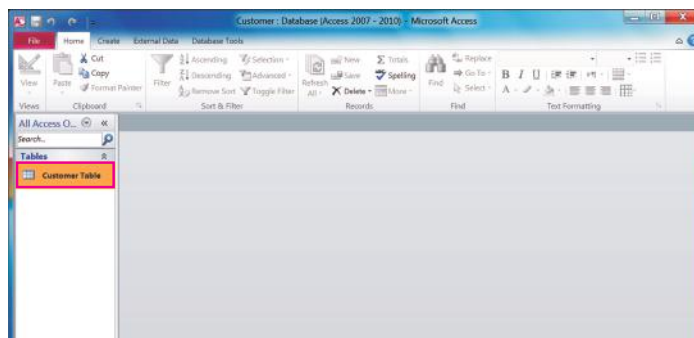 Customer : Database (Access 2007 - 2010) - Microsoft Access
File Home Create External Data Database Tools
View Paste Cut Copy Format Painter
Filter Ascending Descending Remove Sort Selection Advanced Toggle Filter
Refresh All New Save Delete Totals Spelling More
Find Replace Go To Select
B I U
A
Views Clipboard Sort & Filter Records Find Text Formatting
All Access O...
Search..
Tables
Customer Table